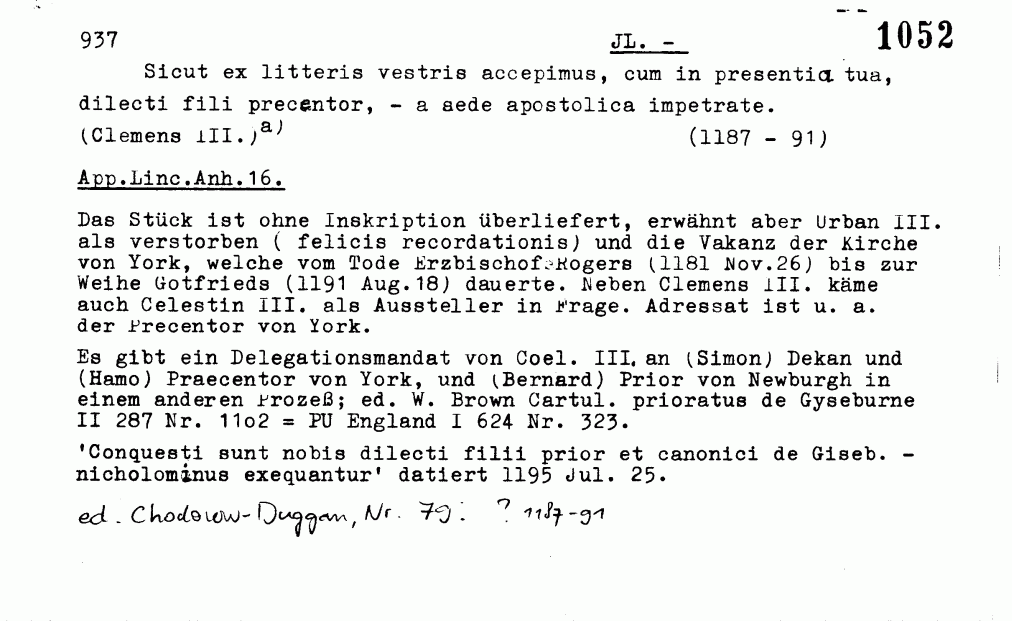 937 JL. - 1052
Sicut ex litteris vestris accepimus, cum in presentia tua,
dilecti fili precentor, - a sede apostolica impetrate.
(Clemens III.)a) (1187 - 91)
App.Linc.Anh.16.
Das Stück ist ohne Inskription überliefert, erwähnt aber Urban III.
als verstorben ( felicis recordationis) und die Vakanz der Kirche
von York, welche vom Tode Erzbischof Rogers (1181 Nov.26) bis zur
Weihe Gotfrieds (1191 Aug.18) dauerte. Neben Clemens III. käme
auch Celestin III. als Aussteller in Frage. Adressat ist u. a.
der Precentor von York.
Es gibt ein Delegationsmandat von Coel. III. an (Simon) Dekan und
(Hamo) Praecentor von York, und (Bernard) Prior von Newburgh in
einem anderen Prozeß; ed. W. Brown Cartul. prioratus de Gyseburne
II 287 Nr. 11o2 = PU England I 624 Nr. 323.
'Conquesti sunt nobis dilecti filii prior et canonici de Giseb. -
nicholominus exequantur' datiert 1195 Jul. 25.
ed. Chodorow-Duggan, Nr. 79: ? 1187-91